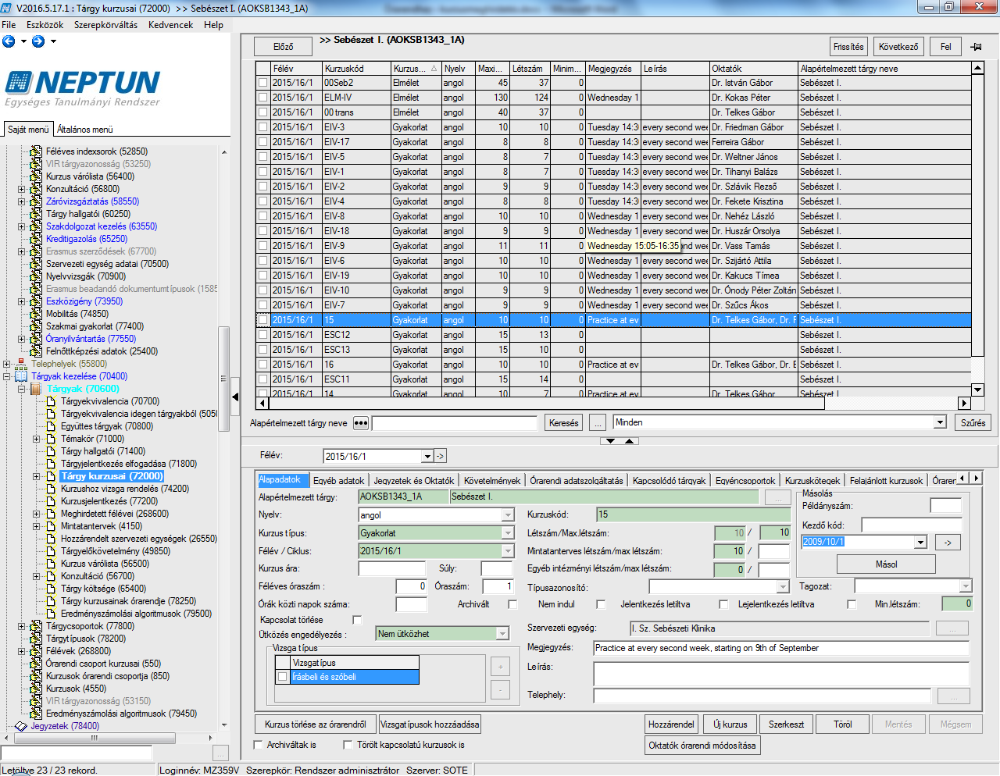 V2016.5.17.1 : Tárgy kurzusai (72000)  >> Sebészet I. (AOKSB1343_1A)
File Eszközök Szerepkörváltás Kedvencek Help
NEPTUN
Egységes Tanulmányi Rendszer
Saját menü Általános menü
Féléves indexsorok (52850)
VIR tárgyazonosság (53250)
Kurzus várólista (56400)
Konzultáció (56800)
Záróvizsgáztatás (58550)
Tárgy hallgatói (60250)
Szakdolgozat kezelés (63550)
Kreditigazolás (65250)
Erasmus szerződések (67700)
Szervezeti egység adatai (70500)
Nyelvvizsgák (70900)
Erasmus beadandó dokumentumtípusok (1585
Eszközigény (73950)
Mobilitás (74850)
Szakmai gyakorlat (77400)
Óranyilvántartás (77550)
Felnőttképzési adatok (25400)
Telephelyek (55800)
Tárgyak kezelése (70400)
Tárgyak (70600)
Tárgyekvivalencia (70700)
Tárgyekvivalencia idegen tárgyakból (5050
Együttes tárgyak (70800)
Témakör (71000)
Tárgy hallgatói (71400)
Tárgyjelentkezés elfogadása (71800)
Tárgy kurzusai (72000)
Kurzushoz vizsga rendelés (74200)
Kurzusjelentkezés (77200)
Meghirdetett félévei (268600)
Mintatantervek (4150)
Hozzárendelt szervezeti egységek (26550)
Tárgyelőkövetelmény (49850)
Kurzus várólista (56500)
Konzultáció (56700)
Tárgy költsége (65400)
Tárgy kurzusainak órarendje (78250)
Eredményszámolási algoritmusok (79500)
Tárgycsoportok (77800)
Tárgytípusok (78200)
Félévek (268800)
Órarendi csoport kurzusai (550)
Kurzusok órarendi csoportja (850)
Kurzusok (4550)
VIR tárgyazonosság (53150)
Eredményszámolási algoritmusok (79450)
Jegyzetek (78400)
...
Előző >> Sebészet I. (AOKSB1343_1A) Frissítés Következő Fel
Félév Kurzuskód Kurzus... Nyelv Maxi... Létszám Minim... Megjegyzés Leírás Oktatók Alapértelmezett tárgy neve
2015/16/1 00Seb2 Elmélet angol 45 37 0 Dr. István Gábor Sebészet I.
2015/16/1 ELM-IV Elmélet angol 130 124 0 Wednesday 1 Dr. Kokas Péter Sebészet I.
2015/16/1 00 trans Elmélet angol 40 37 0 Dr. Telkes Gábor Sebészet I.
2015/16/1 EIV-3 Gyakorlat angol 10 10 0 Tuesday 14:3 every second wee Dr. Friedman Gábor Sebészet I.
2015/16/1 EIV-17 Gyakorlat angol 8 8 0 Tuesday 14:3 every second wee Ferreira Gábor Sebészet I.
2015/16/1 EIV-5 Gyakorlat angol 8 7 0 Tuesday 14:3 every second wee Dr. Weltner János Sebészet I.
2015/16/1 EIV-1 Gyakorlat angol 8 7 0 Tuesday 14:3 every second wee Dr. Tihanyi Balázs Sebészet I.
2015/16/1 EIV-2 Gyakorlat angol 9 9 0 Tuesday 14:3 every second wee Dr. Szlávik Rezső Sebészet I.
2015/16/1 EIV-4 Gyakorlat angol 8 8 0 Tuesday 14:3 every second wee Dr. Fekete Krisztina Sebészet I.
2015/16/1 EIV-8 Gyakorlat angol 10 10 0 Wednesday 1 every second wee Dr. Nehéz László Sebészet I.
2015/16/1 EIV-18 Gyakorlat angol 9 9 0 Wednesday 1 every second wee Dr. Huszár Orsolya Sebészet I.
2015/16/1 EIV-9 Gyakorlat angol 11 11 0 Wednesday 15:05-16:35 nd wee Dr. Vass Tamás Sebészet I.
2015/16/1 EIV-6 Gyakorlat angol 10 10 0 Wednesday 1 every second wee Dr. Szijártó Attila Sebészet I.
2015/16/1 EIV-19 Gyakorlat angol 10 10 0 Wednesday 1 every second wee Dr. Kakucs Tímea Sebészet I.
2015/16/1 EIV-10 Gyakorlat angol 9 9 0 Wednesday 1 every second wee Dr. Ónody Péter Zoltán Sebészet I.
2015/16/1 EIV-7 Gyakorlat angol 9 9 0 Wednesday 1 every second wee Dr. Szűcs Ákos Sebészet I.
2015/16/1 15 Gyakorlat angol 10 10 0 Practice at ev Dr. Telkes Gábor, Dr. F Sebészet I.
2015/16/1 ESC12 Gyakorlat angol 15 13 0 Sebészet I.
2015/16/1 ESC13 Gyakorlat angol 15 10 0 Sebészet I.
2015/16/1 16 Gyakorlat angol 10 10 0 Practice at ev Dr. Telkes Gábor, Dr. E Sebészet I.
2015/16/1 ESC11 Gyakorlat angol 15 14 0 Sebészet I.
2015/16/1 14 Gyakorlat angol 10 7 0 Practice at ev Dr. Telkes Gábor Sebészet I.
Alapértelmezett tárgy neve Keresés ... Minden Szűrés
Félév: 2015/16/1 ->
Alapadatok Egyéb adatok Jegyzetek és Oktatók Követelmények Órarendi adatszolgáltatás Kapcsolódó tárgyak Egyéncsoportok Kurzuskötegek Felajánlott kurzusok Óraren
Alapértelmezett tárgy: AOKSB1343_1A Sebészet I. ... Másolás
Példányszám:
Nyelv: angol Kurzuskód: 15 Kezdő kód:
Kurzus típus: Gyakorlat Létszám/Max.létszám: 10 / 10 2009/10/1 ->
Félév / Ciklus: 2015/16/1 Mintatanterves létszám/max létszám: 10 / Másol
Kurzus ára: Súly: Egyéb intézményi létszám/max létszám: 0 /
Féléves óraszám : 0 Óraszám: 1 Típusazonosító: Tagozat:
Órák közti napok száma: Archivált Nem indul Jelentkezés letiltva Lejelentkezés letiltva Min.létszám: 0
Kapcsolat törlése
Ütközés engedélyezés : Nem ütközhet Szervezeti egység: I. Sz. Sebészeti Klinika ...
Vizsga típus Megjegyzés: Practice at every second week, starting on 9th of September
Vizsgatípus + Leírás:
Írásbeli és szóbeli - Telephely: ...
Kurzus törlése az órarendről Vizsgatípusok hozzáadása Hozzárendel Új kurzus Szerkeszt Töröl Mentés Mégsem
Archiváltak is Törölt kapcsolatú kurzusok is Oktatók órarendi módosítása
Letöltve 23 / 23 rekord. Loginnév: MZ359V Szerepkör: Rendszer adminisztrátor Szerver: SOTE